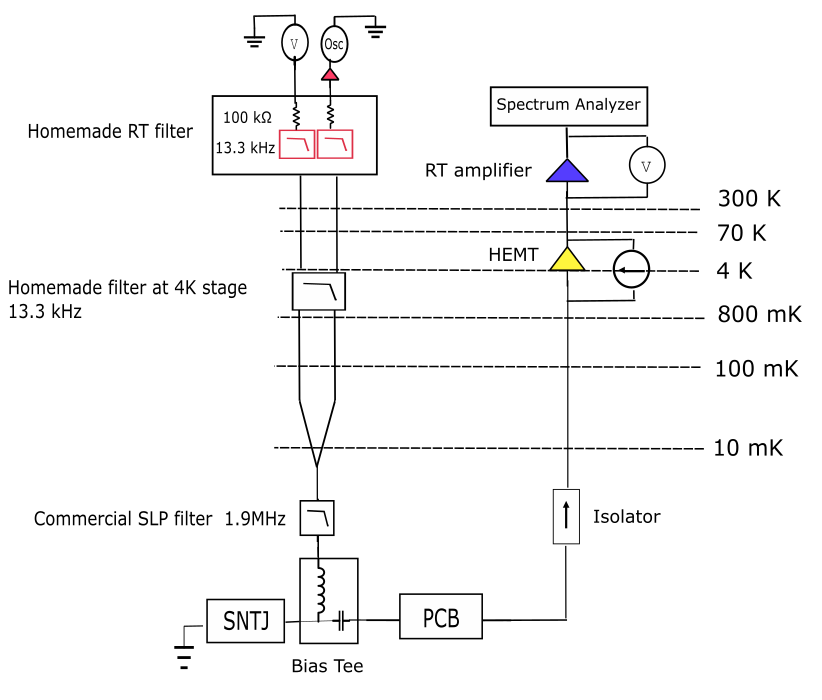 V
Osc
100 kΩ
13.3 kHz
Homemade RT filter
Spectrum Analyzer
RT amplifier
V
300 K
70 K
HEMT
4 K
Homemade filter at 4K stage
13.3 kHz
800 mK
100 mK
10 mK
Commercial SLP filter 1.9MHz
Isolator
SNTJ
PCB
Bias Tee